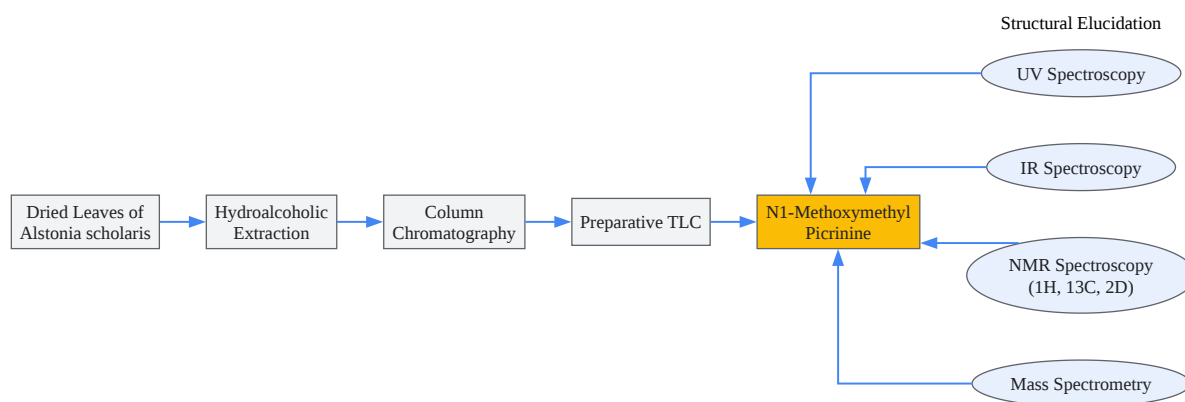 Structural Elucidation
UV Spectroscopy
IR Spectroscopy
Dried Leaves of
Alstonia scholaris
Hydroalcoholic
Extraction
Column
Chromatography
Preparative TLC
N1-Methoxymethyl
Picrinine
NMR Spectroscopy
(1H, 13C, 2D)
Mass Spectrometry